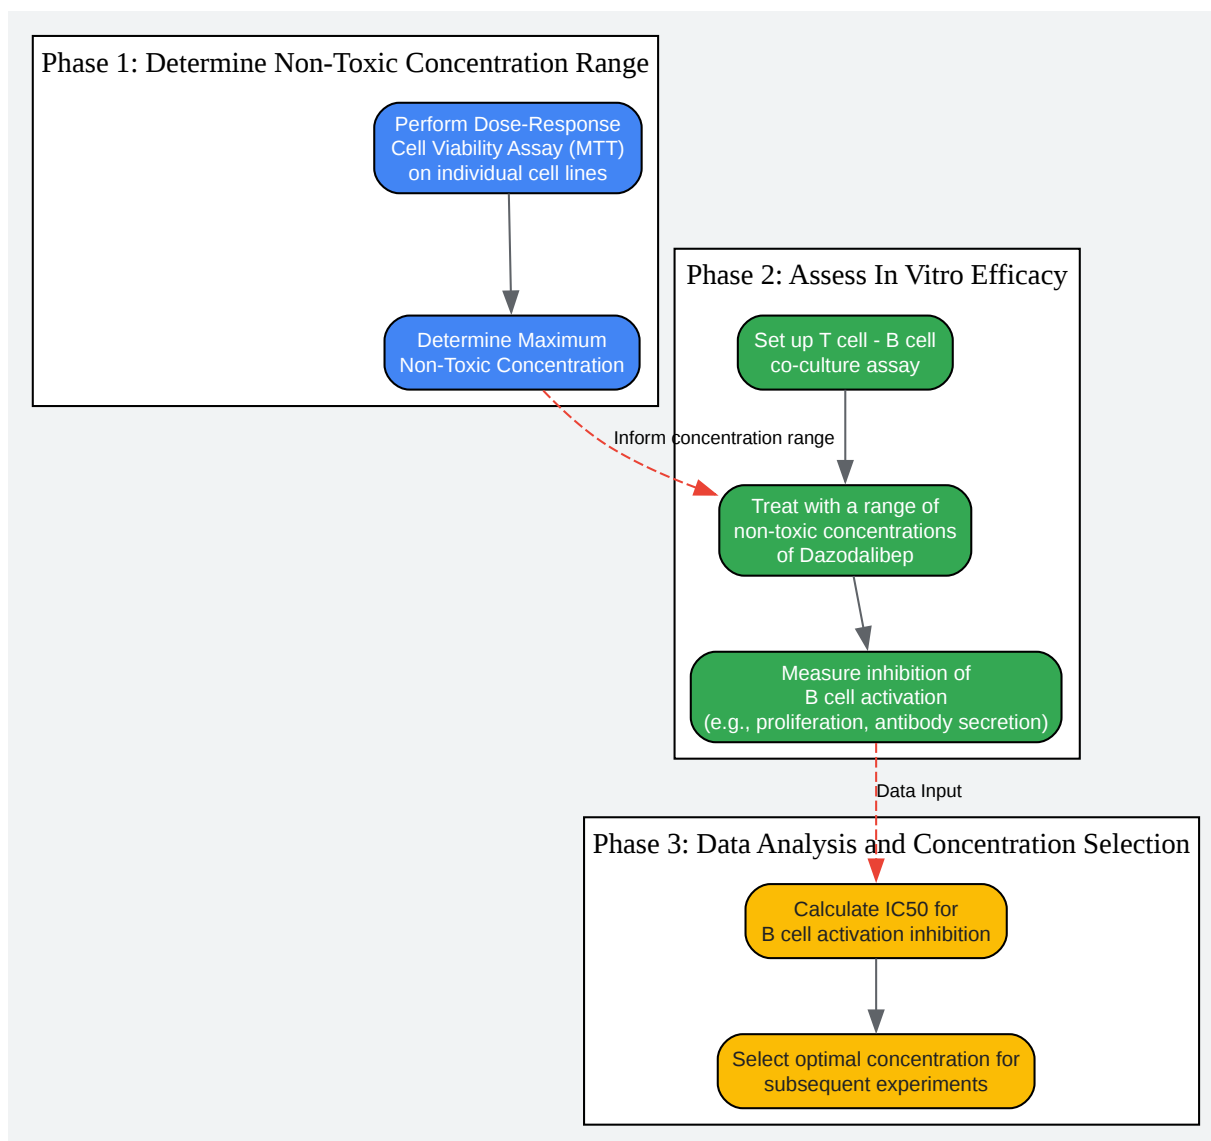 Phase 1: Determine Non-Toxic Concentration Range
Perform Dose-Response
Cell Viability Assay (MTT)
on individual cell lines
Determine Maximum
Non-Toxic Concentration
Inform concentration range
Phase 2: Assess In Vitro Efficacy
Set up T cell - B cell
co-culture assay
Treat with a range of
non-toxic concentrations
of Dazodalibep
Measure inhibition of
B cell activation
(e.g., proliferation, antibody secretion)
Data Input
Phase 3: Data Analysis and Concentration Selection
Calculate IC50 for
B cell activation inhibition
Select optimal concentration for
subsequent experiments